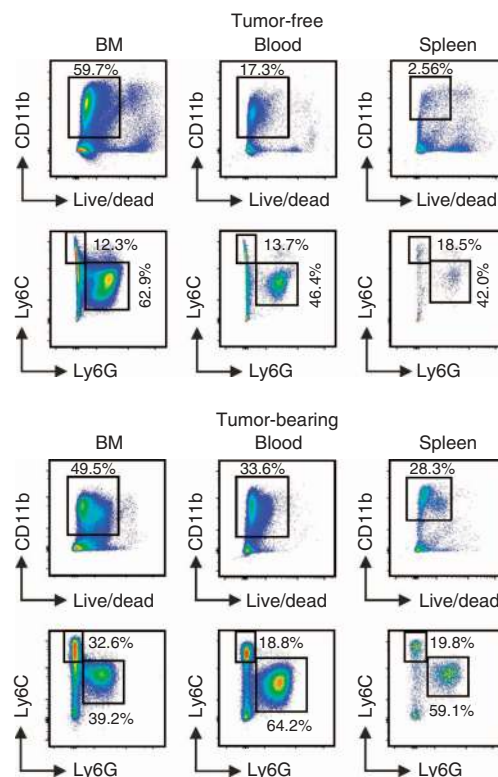 Tumor-free
BM Blood Spleen
59.7% 17.3% 2.56%
CD11b CD11b CD11b
Live/dead Live/dead Live/dead
12.3% 13.7% 18.5%
62.9% 46.4% 42.0%
Ly6C Ly6C Ly6C
Ly6G Ly6G Ly6G
Tumor-bearing
BM Blood Spleen
49.5% 33.6% 28.3%
CD11b CD11b CD11b
Live/dead Live/dead Live/dead
32.6% 18.8% 19.8%
Ly6C Ly6C Ly6C
39.2% 64.2% 59.1%
Ly6G Ly6G Ly6G